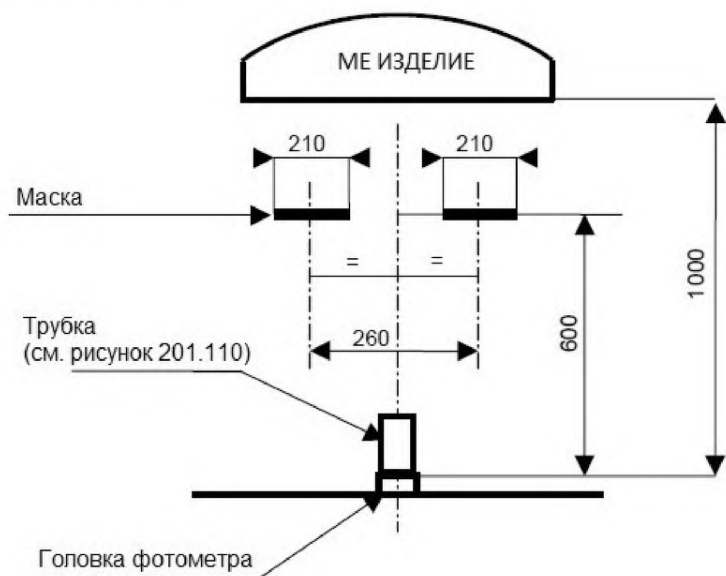 МЕ ИЗДЕЛИЕ
210
210
Маска
=
=
1000
600
Трубка
(см. рисунок 201.110)
260
Головка фотометра